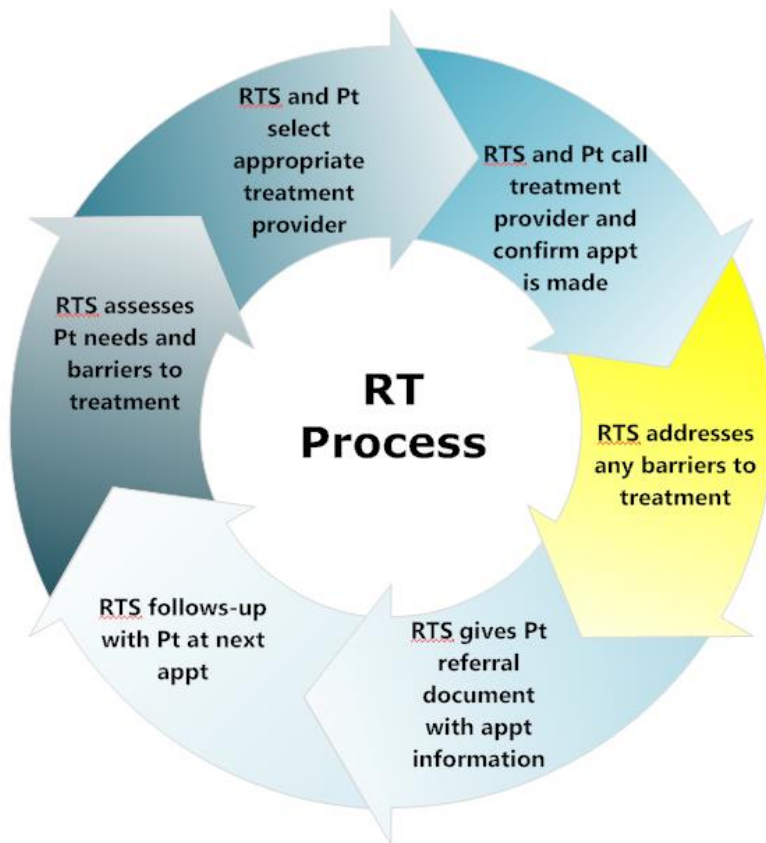 RTS and Pt
select
appropriate
treatment
provider
RTS and Pt call
treatment
provider and
confirm appt
is made
RTS addresses
any barriers to
treatment
RTS gives Pt
referral
document
with appt
information
RTS follows-up
with Pt at next
appt
RTS assesses
Pt needs and
barriers to
treatment
RT
Process